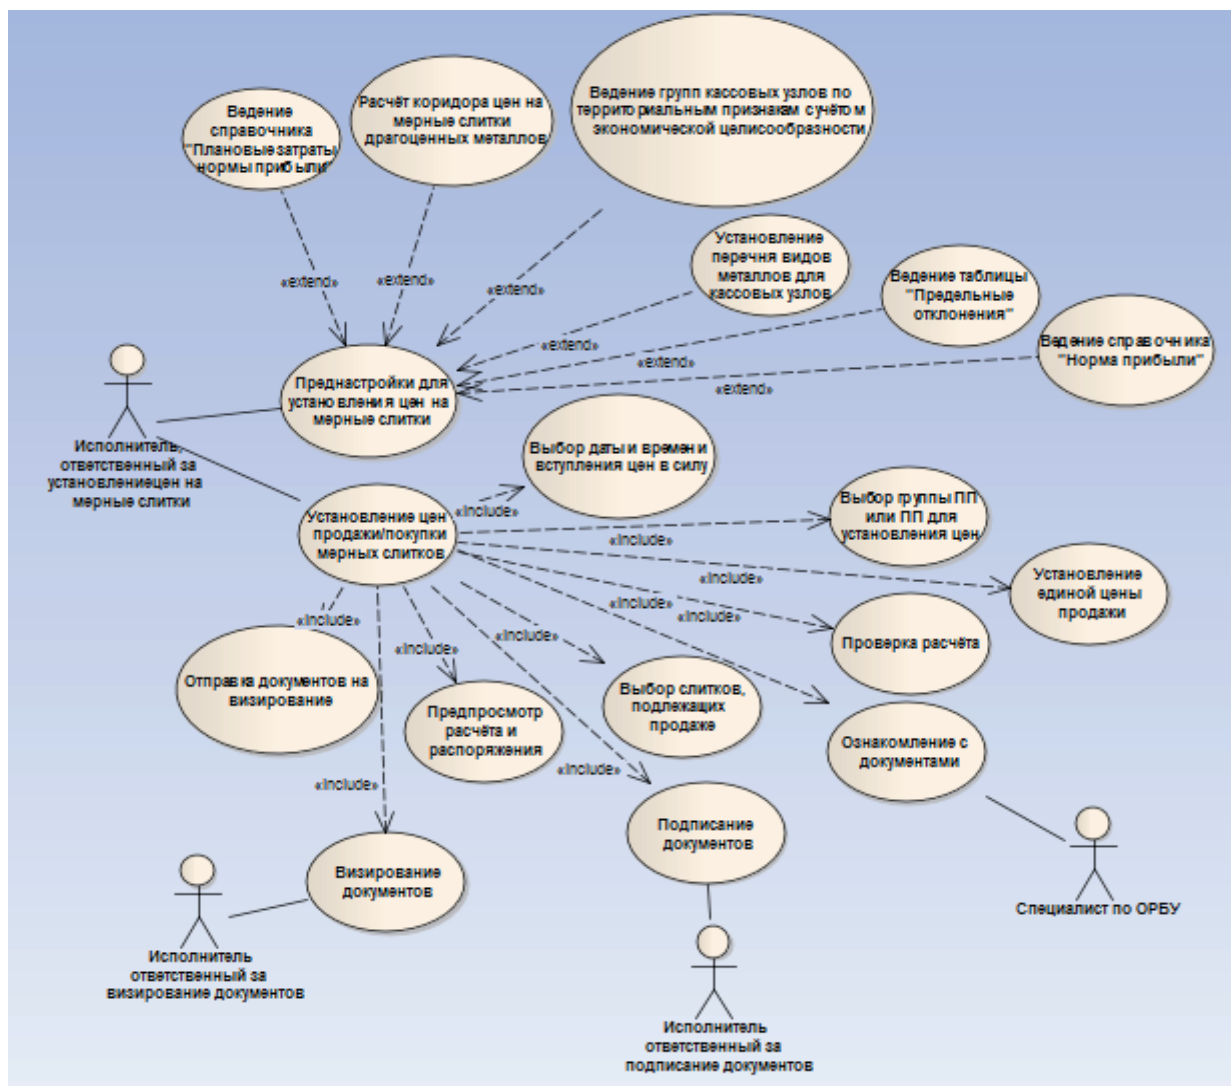 Ведение
справочника
"Плановые затраты,
нормы прибыли"
Расчёт коридора цен на
мерные слитки
драгоценных металлов
Ведение групп кассовых узлов по
территориальным признакам с учётом
экономической целисообразности
Установление
перечня видов
металлов для
кассовых узлов
Ведение таблицы
"Предельные
отклонения"
Ведение справочника
"Норма прибыли"
«extend»
«extend»
«extend»
«extend»
«extend»
«extend»
Преднастройки для
установления цен на
мерные слитки
Исполнитель,
ответственный за
установлениецен на
мерные слитки
Выбор даты и времени
вступления цен в силу
Установление цен
продажи/покупки
мерных слитков
Выбор группы ПП
или ПП для
установления цен
Установление
единой цены
продажи
«include»
«include»
«include»
«include»
«include»
«include»
«include»
«include»
«include»
«include»
Проверка расчёта
Отправка документов на
визирование
Предпросмотр
расчёта и
распоряжения
Выбор слитков,
подлежащих
продаже
Ознакомление с
документами
Подписание
документов
Визирование
документов
Специалист по ОРБУ
Исполнитель
ответственный за
визирование документов
Исполнитель
ответственный за
подписание документов